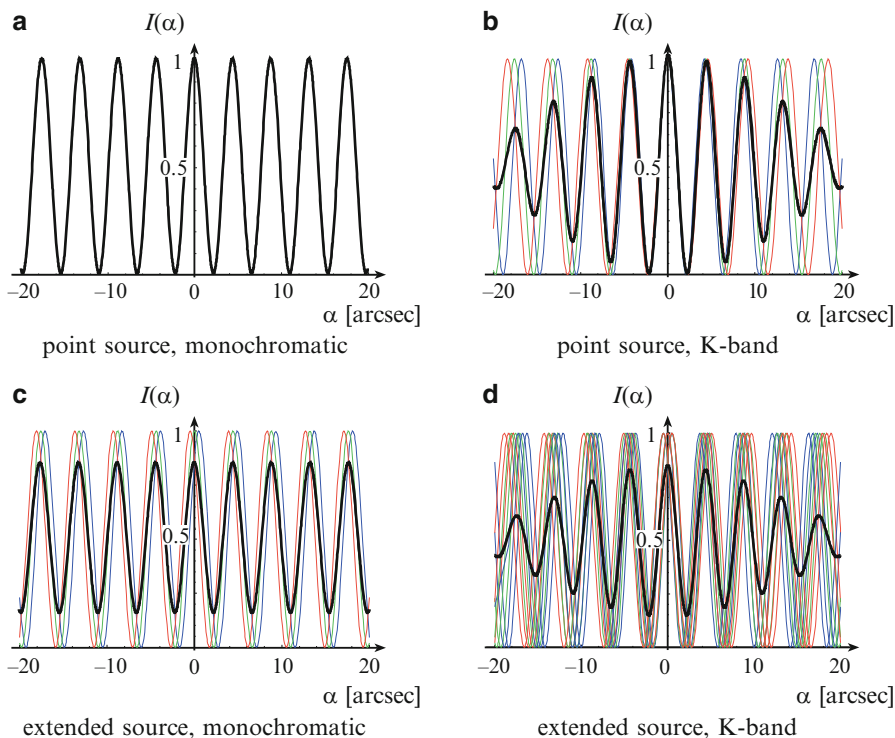 a
I(α)
1
0.5
–20 –10 0 10 20
α [arcsec]
point source, monochromatic
b
I(α)
1
0.5
–20 –10 0 10 20
α [arcsec]
point source, K-band
c
I(α)
1
0.5
–20 –10 0 10 20
α [arcsec]
extended source, monochromatic
d
I(α)
1
0.5
–20 –10 0 10 20
α [arcsec]
extended source, K-band